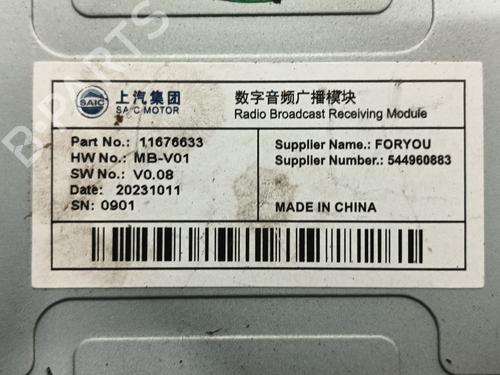 SAIC
上汽集团
SAIC MOTOR
数字音频广播模块
Radio Broadcast Receiving Module
Part No.: 11676633
HW No.: MB-V01
SW No.: V0.08
Date: 20231011
SN: 0901
Supplier Name.: FORYOU
Supplier Number.: 544960883
MADE IN CHINA
B-PARTS